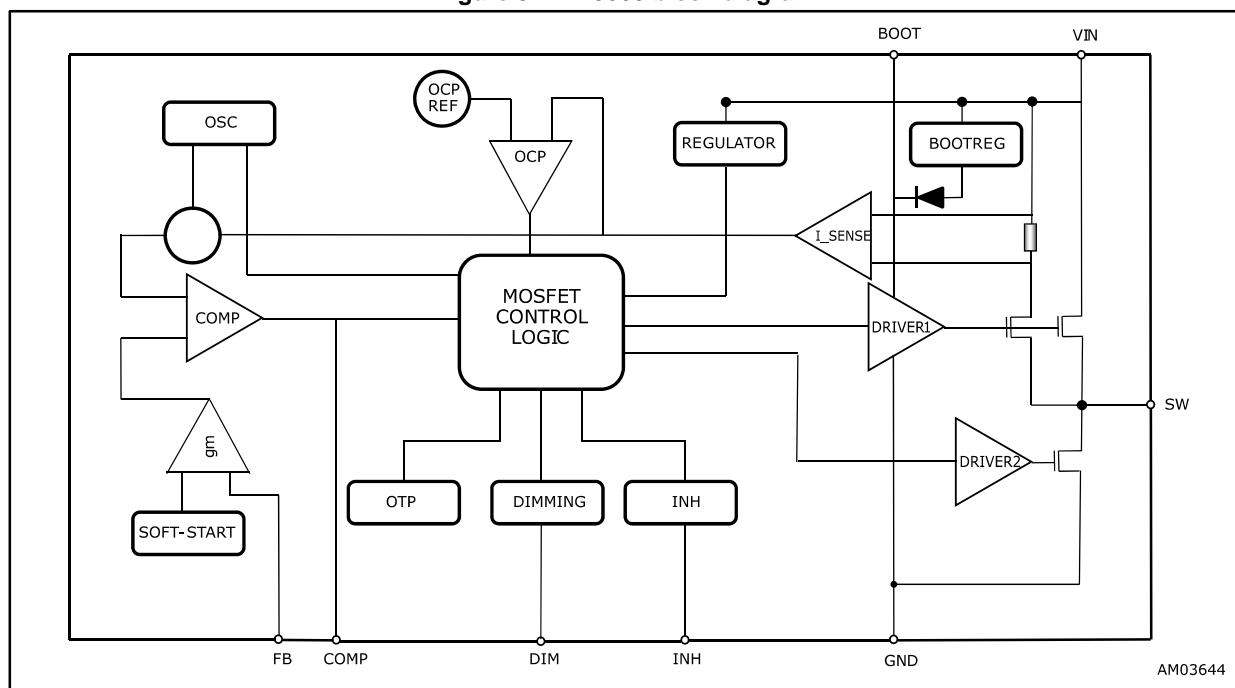 BOOT
VIN
OSC
OCP
REF
OCP
REGULATOR
BOOTREG
I_SENSE
COMP
MOSFET
CONTROL
LOGIC
DRIVER1
SW
gm
DRIVER2
OTP
DIMMING
INH
SOFT-START
FB
COMP
DIM
INH
GND
AM03644